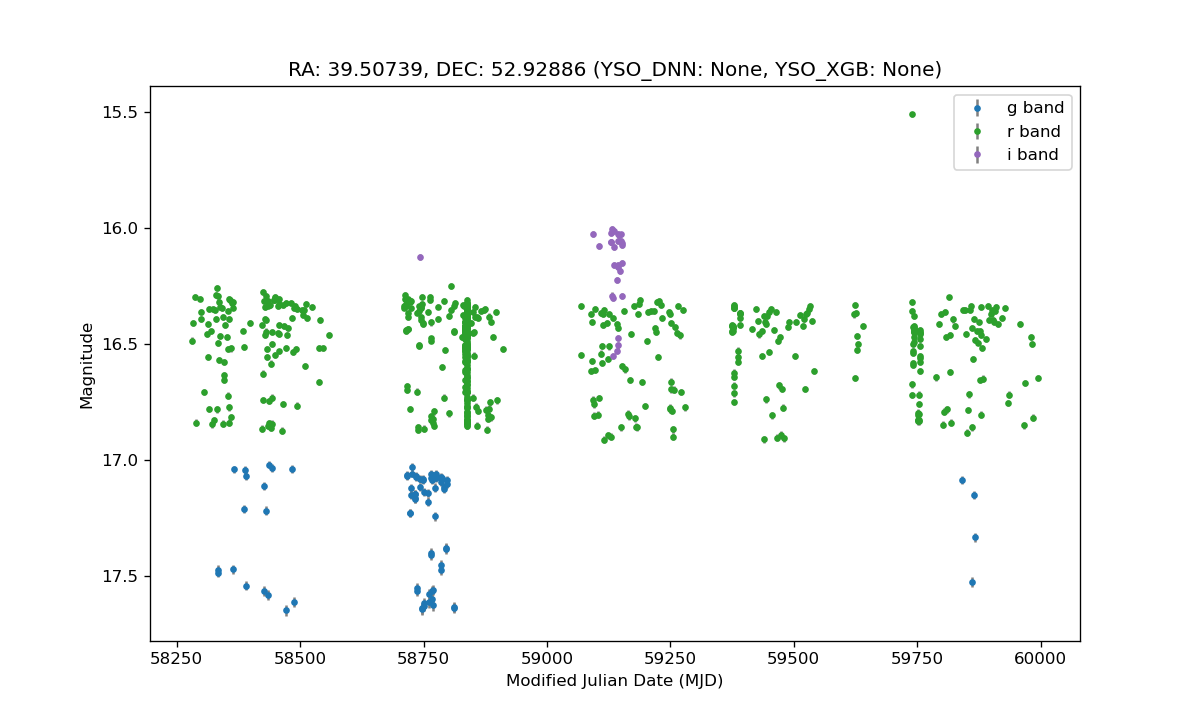 RA: 39.50739, DEC: 52.92886 (YSO_DNN: None, YSO_XGB: None)
g band
r band
i band
15.5
16.0
16.5
17.0
17.5
Magnitude
58250 58500 58750 59000 59250 59500 59750 60000
Modified Julian Date (MJD)